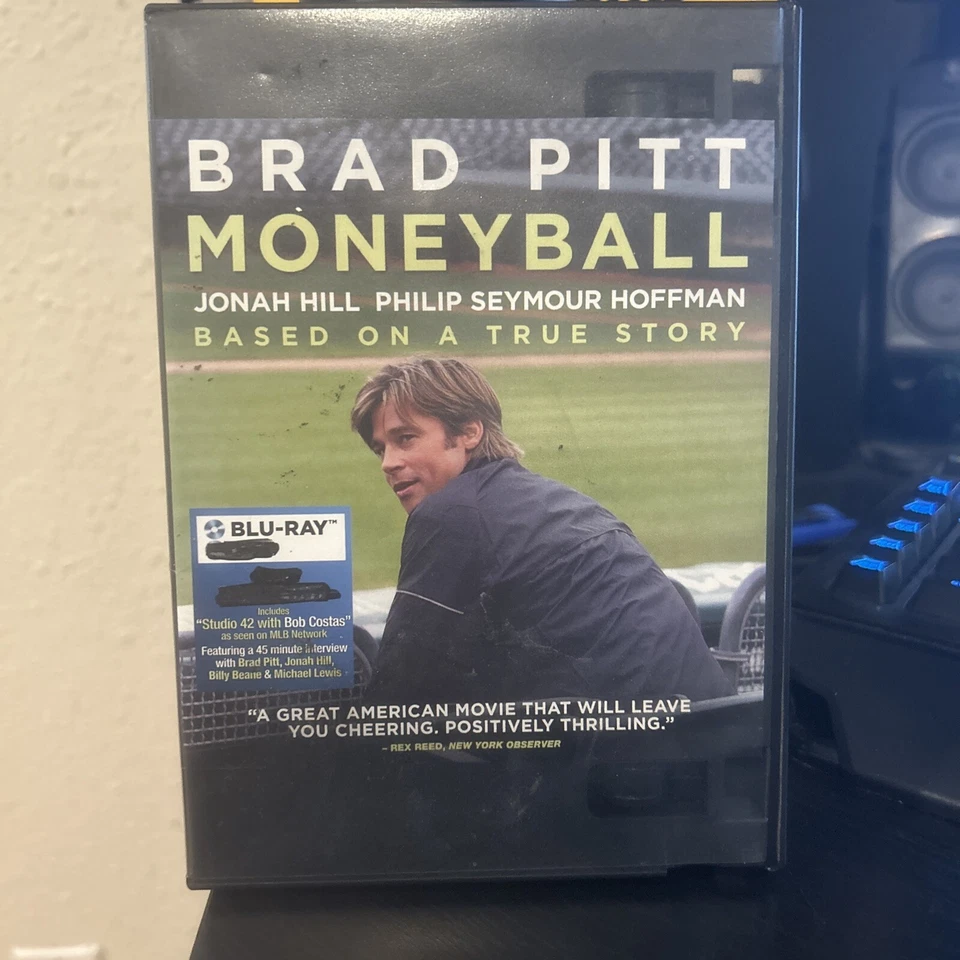 BRAD PITT
MONEYBALL
JONAH HILL PHILIP SEYMOUR HOFFMAN
BASED ON A TRUE STORY
BLU-RAY™
Includes
“Studio 42 with Bob Costas”
as seen on MLB Network
Featuring a 45 minute Interview
with Brad Pitt, Jonah Hill,
Billy Beane & Michael Lewis
“A GREAT AMERICAN MOVIE THAT WILL LEAVE
YOU CHEERING. POSITIVELY THRILLING.”
– REX REED, NEW YORK OBSERVER